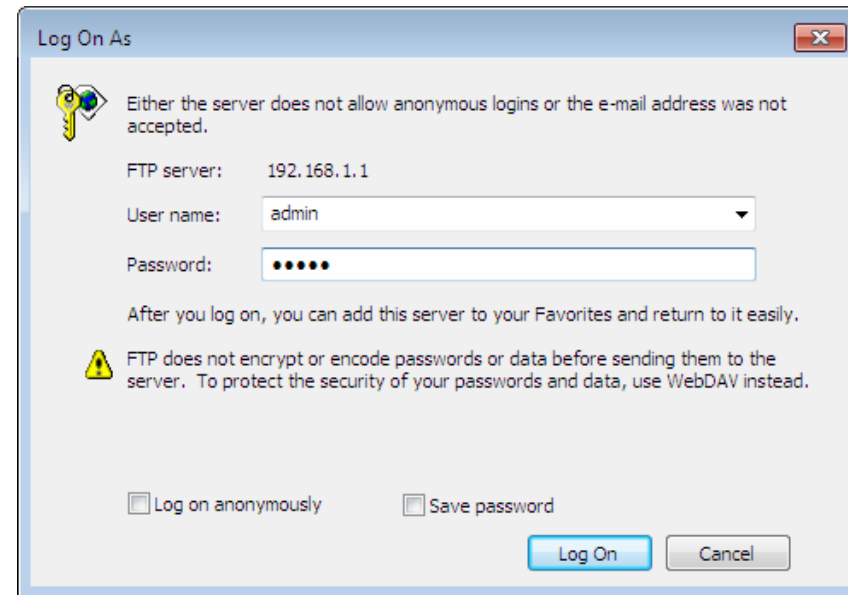 Log On As
Either the server does not allow anonymous logins or the e-mail address was not
accepted.
FTP server: 192.168.1.1
User name: admin
Password: •••••
After you log on, you can add this server to your Favorites and return to it easily.
FTP does not encrypt or encode passwords or data before sending them to the
server. To protect the security of your passwords and data, use WebDAV instead.
Log on anonymously Save password
Log On Cancel